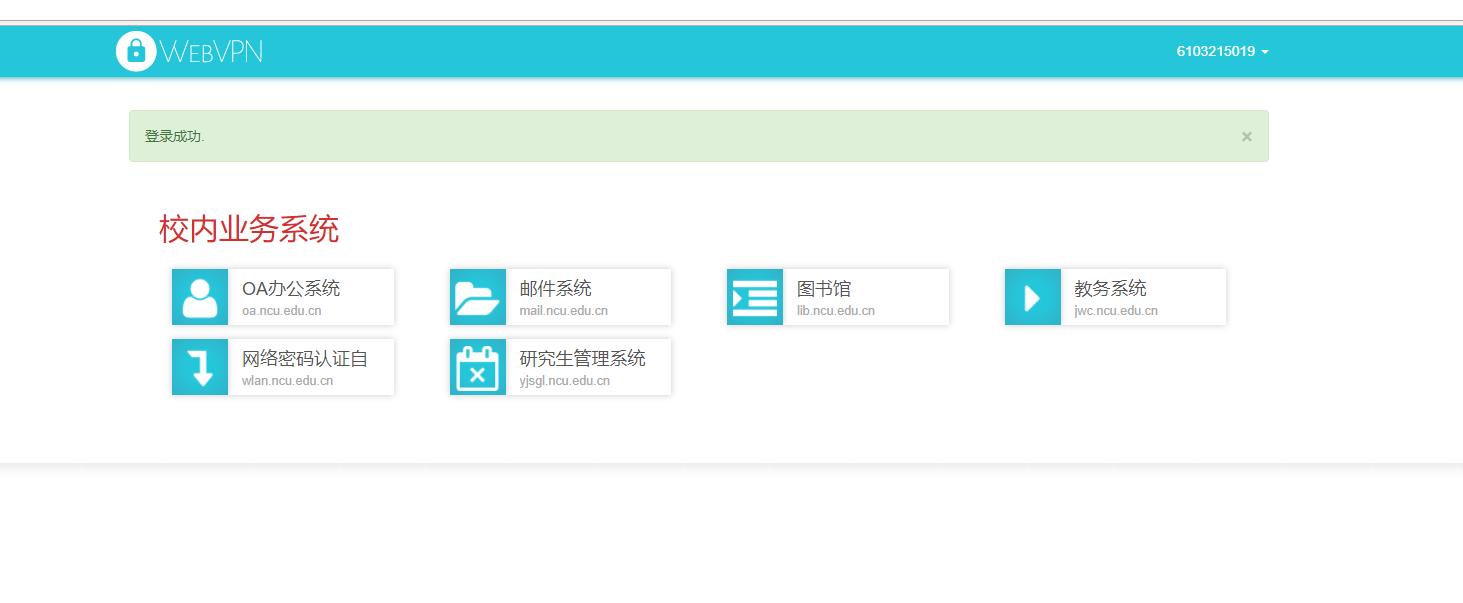 WEBVPN
6103215019
登录成功.
×
校内业务系统
OA办公系统
oa.ncu.edu.cn
邮件系统
mail.ncu.edu.cn
图书馆
lib.ncu.edu.cn
教务系统
jwc.ncu.edu.cn
网络密码认证自
wlan.ncu.edu.cn
研究生管理系统
yjsgl.ncu.edu.cn